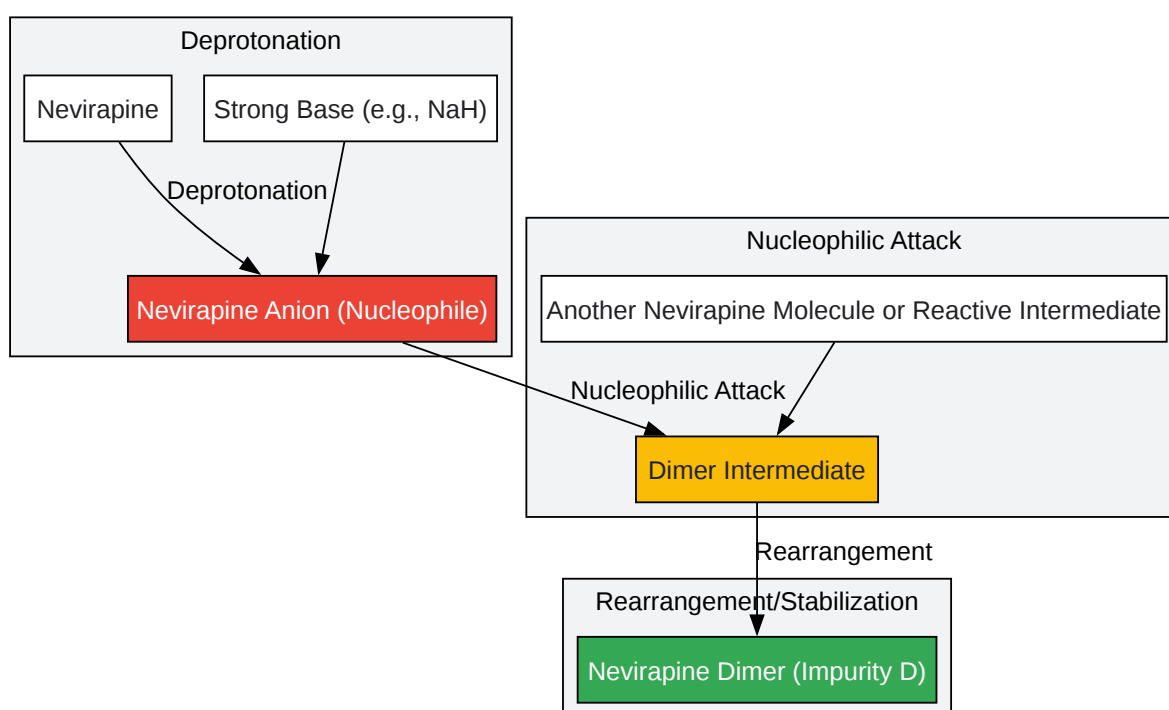 Deprotonation
Nevirapine
Strong Base (e.g., NaH)
Deprotonation
Nevirapine Anion (Nucleophile)
Nucleophilic Attack
Another Nevirapine Molecule or Reactive Intermediate
Nucleophilic Attack
Dimer Intermediate
Rearrangement
Rearrangement/Stabilization
Nevirapine Dimer (Impurity D)